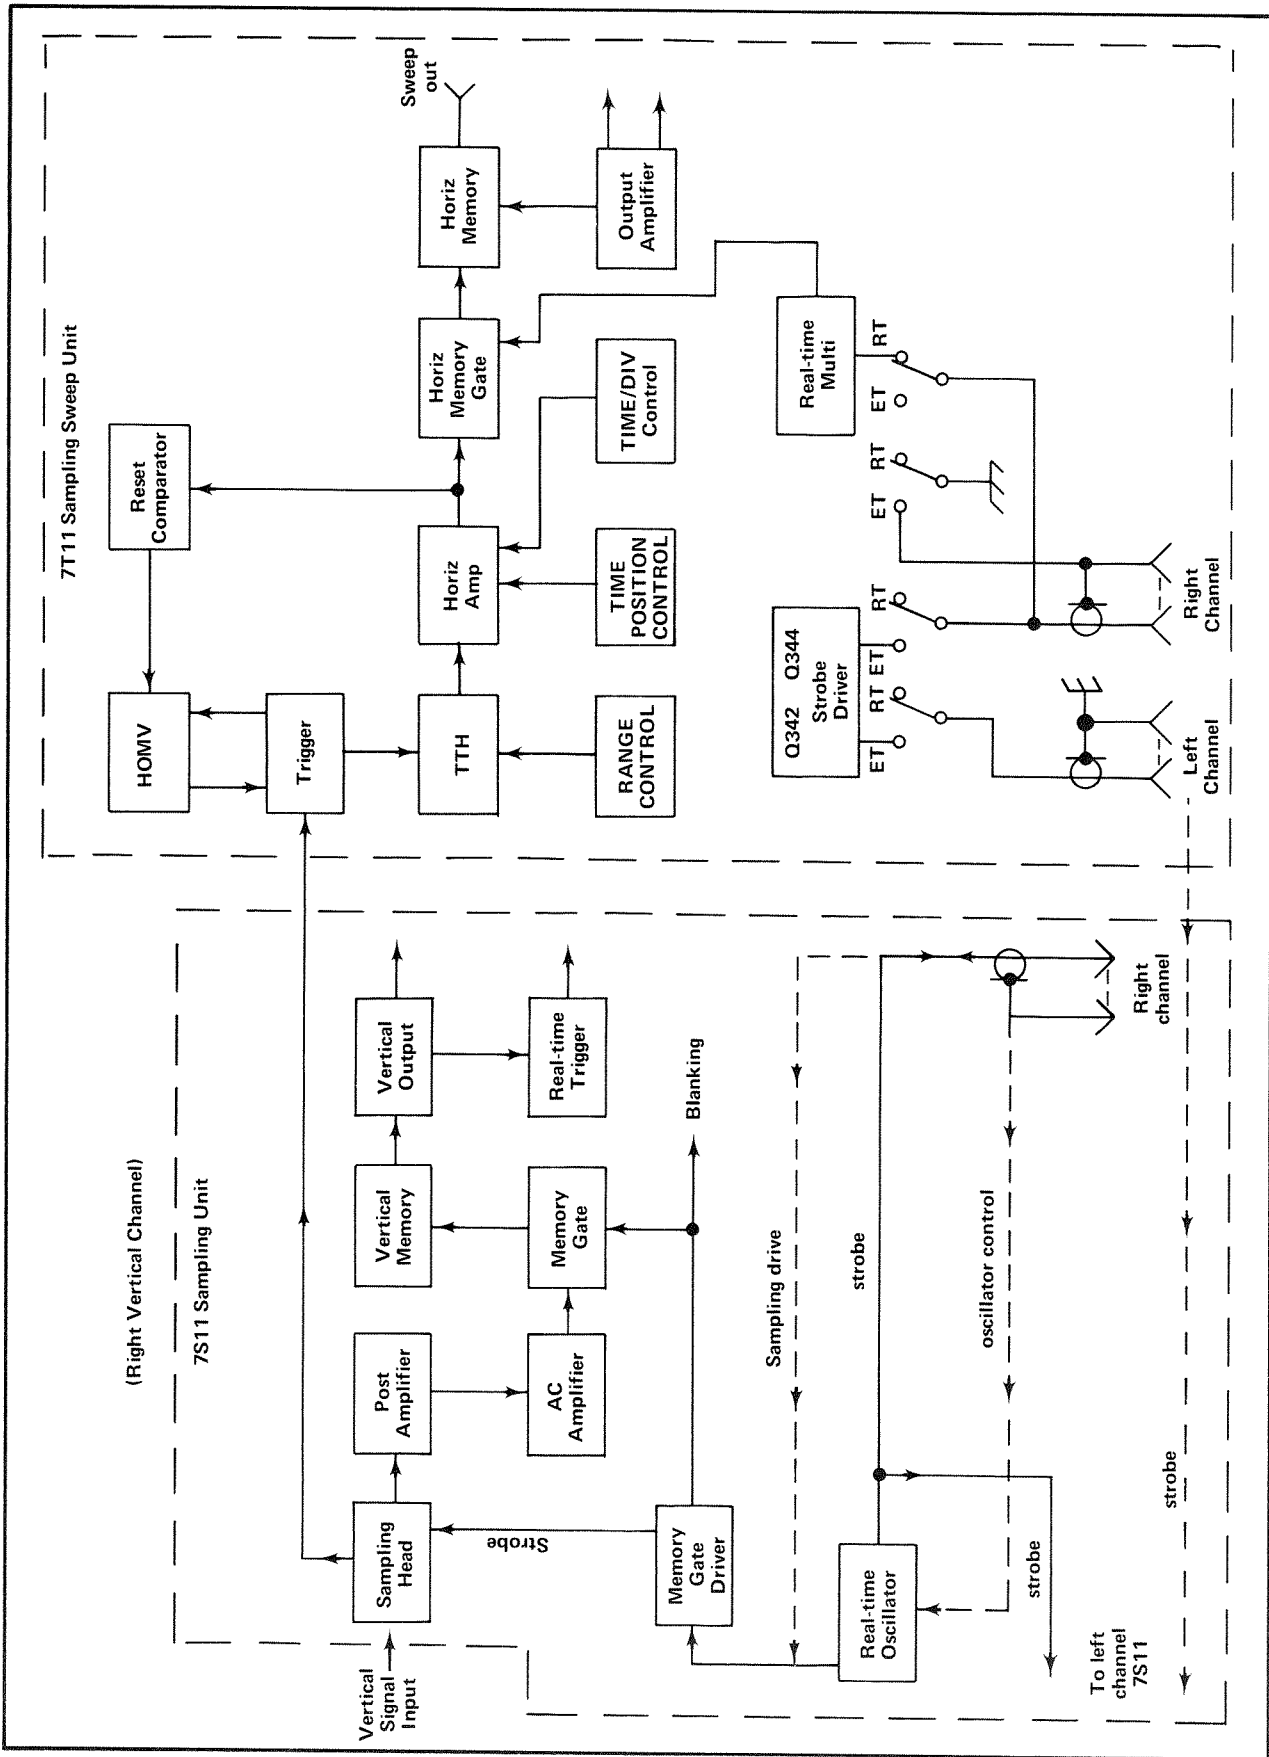 (Right Vertical Channel)
7S11 Sampling Unit
Vertical
Signal
Input
Sampling
Head
Post
Amplifier
AC
Amplifier
Vertical
Memory
Memory
Gate
Vertical
Output
Real-time
Trigger
Strobe
Memory
Gate
Driver
Blanking
Sampling drive
Real-time
Oscillator
strobe
oscillator control
strobe
Right
channel
To left
channel
7S11
strobe
7T11 Sampling Sweep Unit
HOMV
Reset
Comparator
Trigger
TTH
Horiz
Amp
Horiz
Memory
Gate
Horiz
Memory
Sweep
out
RANGE
CONTROL
TIME
POSITION
CONTROL
TIME/DIV
Control
Output
Amplifier
Q342 Q344
Strobe
Driver
Real-time
Multi
ET
RT
ET
RT
ET
RT
ET
RT
Left
Channel
Right
Channel